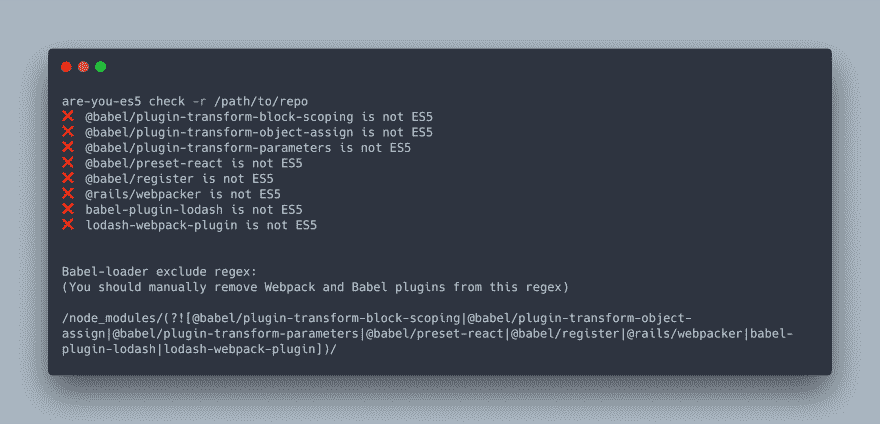 are-you-es5 check -r /path/to/repo
❌ @babel/plugin-transform-block-scoping is not ES5
❌ @babel/plugin-transform-object-assign is not ES5
❌ @babel/plugin-transform-parameters is not ES5
❌ @babel/preset-react is not ES5
❌ @babel/register is not ES5
❌ @rails/webpacker is not ES5
❌ babel-plugin-lodash is not ES5
❌ lodash-webpack-plugin is not ES5
Babel-loader exclude regex:
(You should manually remove Webpack and Babel plugins from this regex)
/node_modules/(?![@babel/plugin-transform-block-scoping|@babel/plugin-transform-object-
assign|@babel/plugin-transform-parameters|@babel/preset-react|@babel/register|@rails/webpacker|babel-
plugin-lodash|lodash-webpack-plugin])/